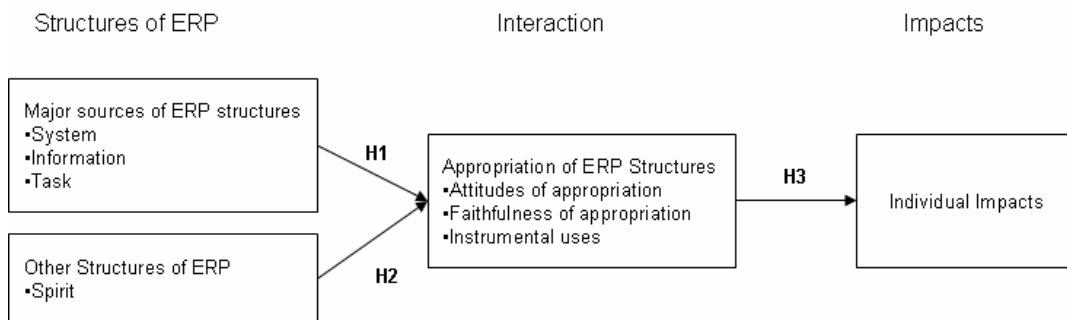 Structures of ERP
Interaction
Impacts
Major sources of ERP structures
▪System
▪Information
▪Task
H1
Other Structures of ERP
▪Spirit
H2
Appropriation of ERP Structures
▪Attitudes of appropriation
▪Faithfulness of appropriation
▪Instrumental uses
H3
Individual Impacts